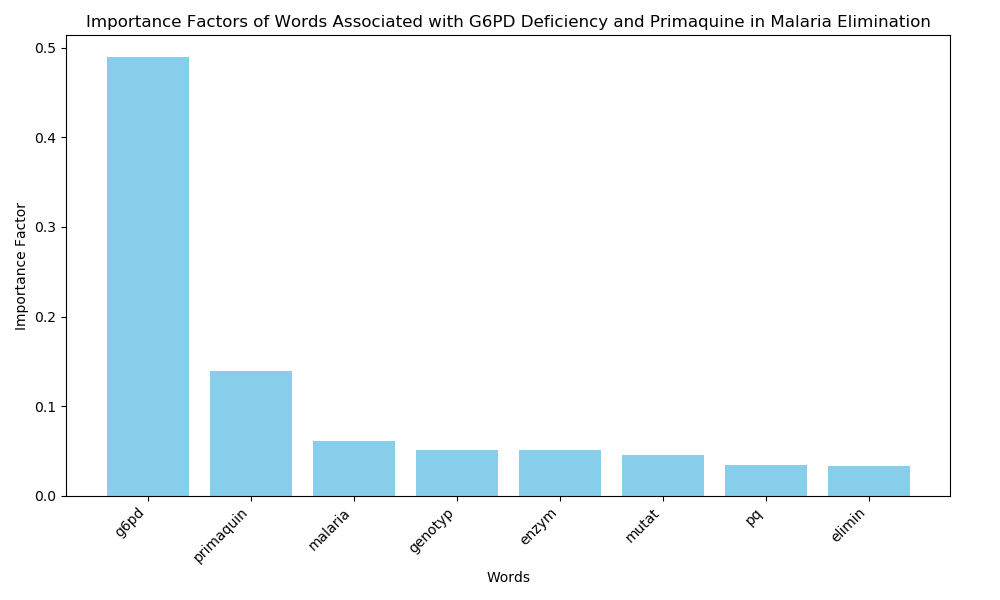 Importance Factors of Words Associated with G6PD Deficiency and Primaquine in Malaria Elimination
0.5
0.4
0.3
0.2
0.1
0.0
Importance Factor
g6pd
primaquin
malaria
genotyp
enzym
mutat
pq
elimin
Words